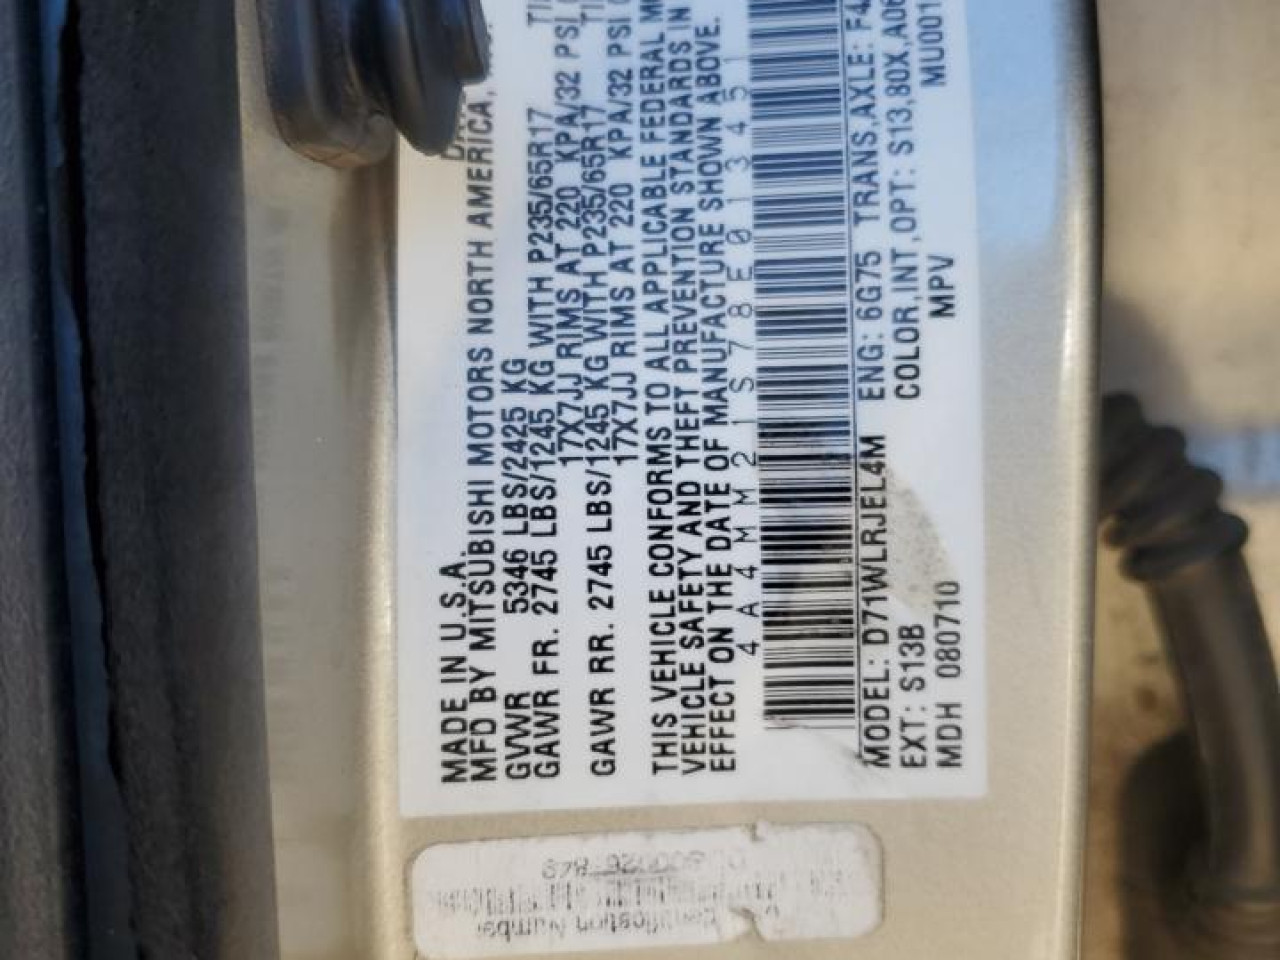 MADE IN U.S.A.
MFD BY MITSUBISHI MOTORS NORTH AMERICA,
GVWR 5346 LBS/2425 KG
GAWR FR. 2745 LBS/1245 KG WITH P235/65R17
17X7JJ RIMS AT 220 KPA/32 PSI
GAWR RR. 2745 LBS/1245 KG WITH P235/65R17
17X7JJ RIMS AT 220 KPA/32 PSI
THIS VEHICLE CONFORMS TO ALL APPLICABLE FEDERAL
VEHICLE SAFETY AND THEFT PREVENTION STANDARDS IN
EFFECT ON THE DATE OF MANUFACTURE SHOWN ABOVE.
4A4MM21S78E013451
MODEL: D71WLRJEL4M ENG: 6G75 TRANS,AXLE: F4
EXT: S13B COLOR,INT,OPT: S13,80X,A06
MDH 080710 MPV MU001